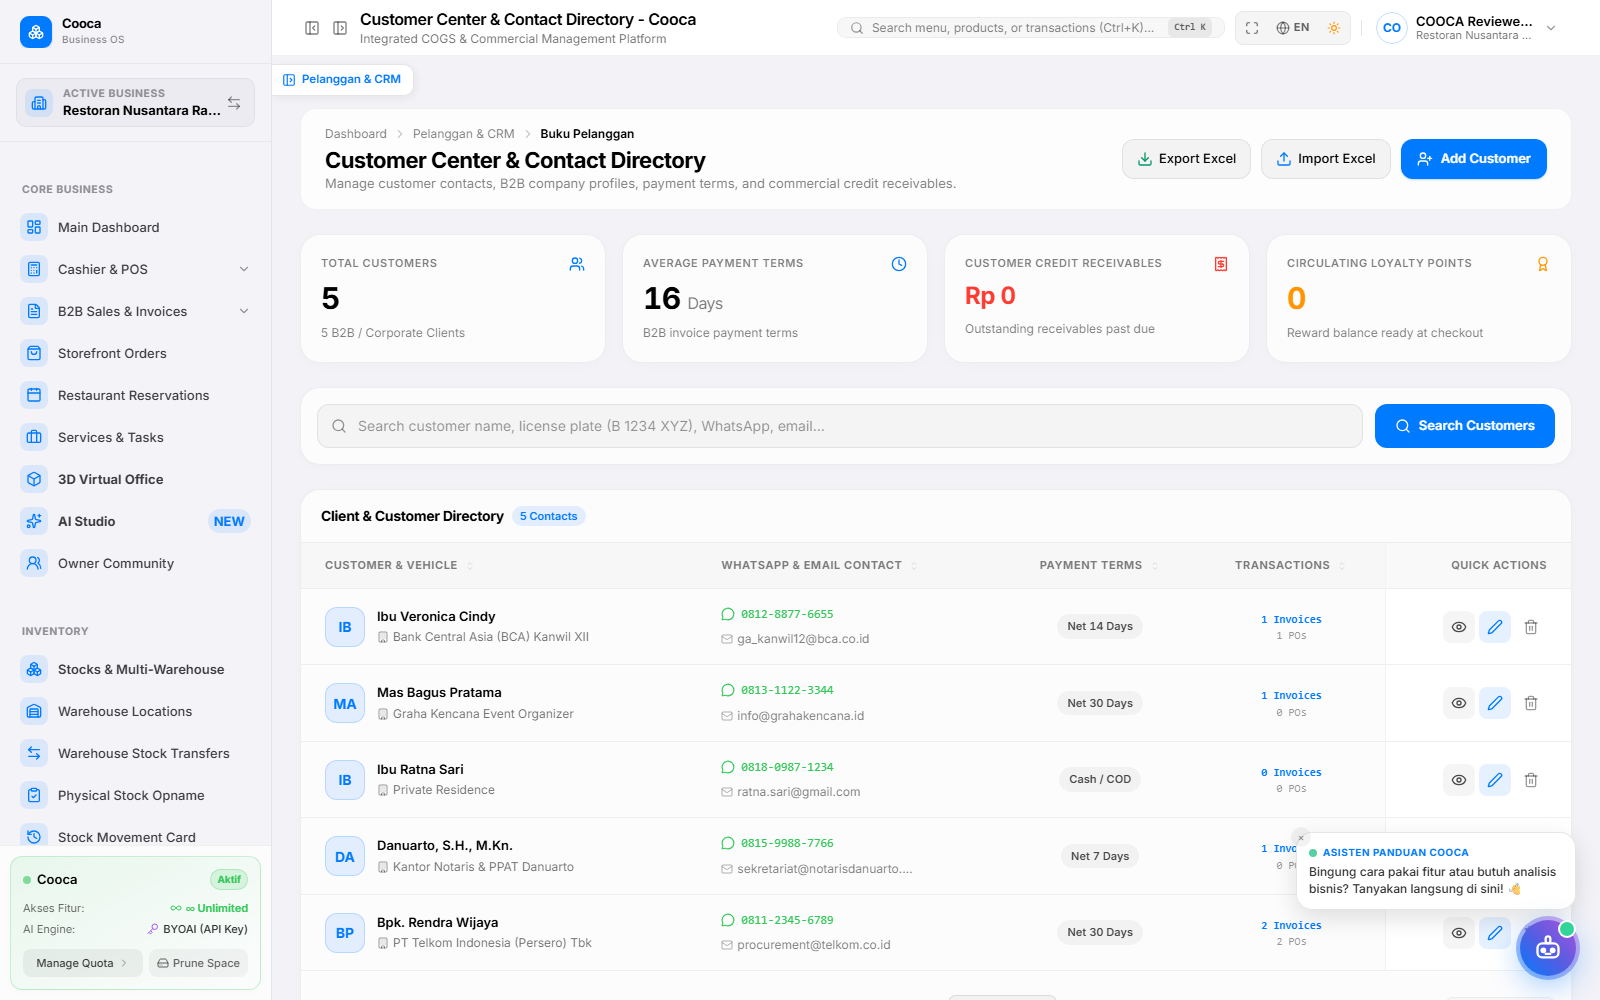 Cooca
Business OS
ACTIVE BUSINESS
Restoran Nusantara Ra...
CORE BUSINESS
Main Dashboard
Cashier & POS
B2B Sales & Invoices
Storefront Orders
Restaurant Reservations
Services & Tasks
3D Virtual Office
AI Studio NEW
Owner Community
INVENTORY
Stocks & Multi-Warehouse
Warehouse Locations
Warehouse Stock Transfers
Physical Stock Opname
Stock Movement Card
Cooca Aktif
Akses Fitur: ∞ Unlimited
AI Engine: BYOAI (API Key)
Manage Quota
Prune Space
Customer Center & Contact Directory - Cooca
Integrated COGS & Commercial Management Platform
Search menu, products, or transactions (Ctrl+K)... Ctrl K
EN
CO
COOCA Reviewe...
Restoran Nusantara ...
Pelanggan & CRM
Dashboard > Pelanggan & CRM > Buku Pelanggan
Customer Center & Contact Directory
Manage customer contacts, B2B company profiles, payment terms, and commercial credit receivables.
Export Excel
Import Excel
Add Customer
TOTAL CUSTOMERS
5
5 B2B / Corporate Clients
AVERAGE PAYMENT TERMS
16 Days
B2B invoice payment terms
CUSTOMER CREDIT RECEIVABLES
Rp 0
Outstanding receivables past due
CIRCULATING LOYALTY POINTS
0
Reward balance ready at checkout
Search customer name, license plate (B 1234 XYZ), WhatsApp, email...
Search Customers
Client & Customer Directory 5 Contacts
CUSTOMER & VEHICLE WHATSAPP & EMAIL CONTACT PAYMENT TERMS TRANSACTIONS QUICK ACTIONS
IB
Ibu Veronica Cindy
Bank Central Asia (BCA) Kanwil XII
0812-8877-6655
ga_kanwil12@bca.co.id
Net 14 Days
1 Invoices
1 POs
MA
Mas Bagus Pratama
Graha Kencana Event Organizer
0813-1122-3344
info@grahakencana.id
Net 30 Days
1 Invoices
0 POs
IB
Ibu Ratna Sari
Private Residence
0818-0987-1234
ratna.sari@gmail.com
Cash / COD
0 Invoices
0 POs
DA
Danuarto, S.H., M.Kn.
Kantor Notaris & PPAT Danuarto
0815-9988-7766
sekretariat@notarisdanuarto....
Net 7 Days
1 Invo
0 P
BP
Bpk. Rendra Wijaya
PT Telkom Indonesia (Persero) Tbk
0811-2345-6789
procurement@telkom.co.id
Net 30 Days
2 Invoices
2 POs
ASISTEN PANDUAN COOCA
Bingung cara pakai fitur atau butuh analisis
bisnis? Tanyakan langsung di sini! 👋